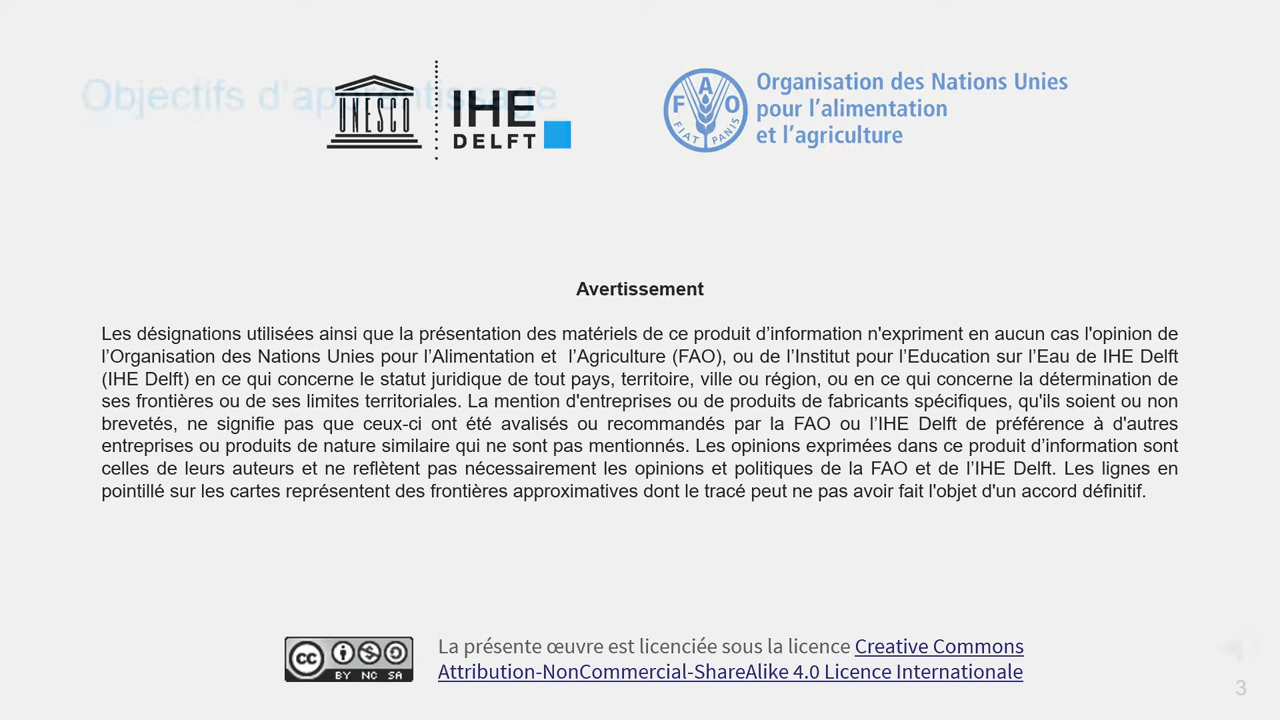 Objectifs d'apprentissage
UNESCO
IHE
DELFT
FAO
FIAT PANIS
Organisation des Nations Unies
pour l'alimentation
et l'agriculture
Avertissement
Les désignations utilisées ainsi que la présentation des matériels de ce produit d’information n'expriment en aucun cas l'opinion de
l’Organisation des Nations Unies pour l’Alimentation et l’Agriculture (FAO), ou de l’Institut pour l’Education sur l’Eau de IHE Delft
(IHE Delft) en ce qui concerne le statut juridique de tout pays, territoire, ville ou région, ou en ce qui concerne la détermination de
ses frontières ou de ses limites territoriales. La mention d'entreprises ou de produits de fabricants spécifiques, qu'ils soient ou non
brevetés, ne signifie pas que ceux-ci ont été avalisés ou recommandés par la FAO ou l’IHE Delft de préférence à d'autres
entreprises ou produits de nature similaire qui ne sont pas mentionnés. Les opinions exprimées dans ce produit d’information sont
celles de leurs auteurs et ne reflètent pas nécessairement les opinions et politiques de la FAO et de l’IHE Delft. Les lignes en
pointillé sur les cartes représentent des frontières approximatives dont le tracé peut ne pas avoir fait l'objet d'un accord définitif.
cc BY NC SA
La présente œuvre est licenciée sous la licence Creative Commons
Attribution-NonCommercial-ShareAlike 4.0 Licence Internationale
3